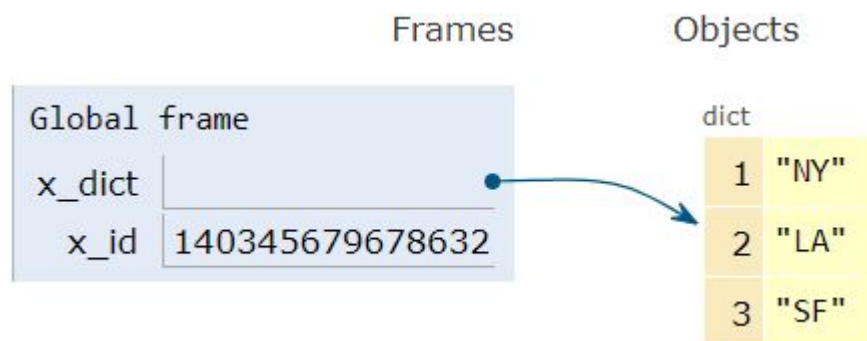 Frames Objects
Global frame
dict
x_dict
1 "NY"
x_id 140345679678632
2 "LA"
3 "SF"